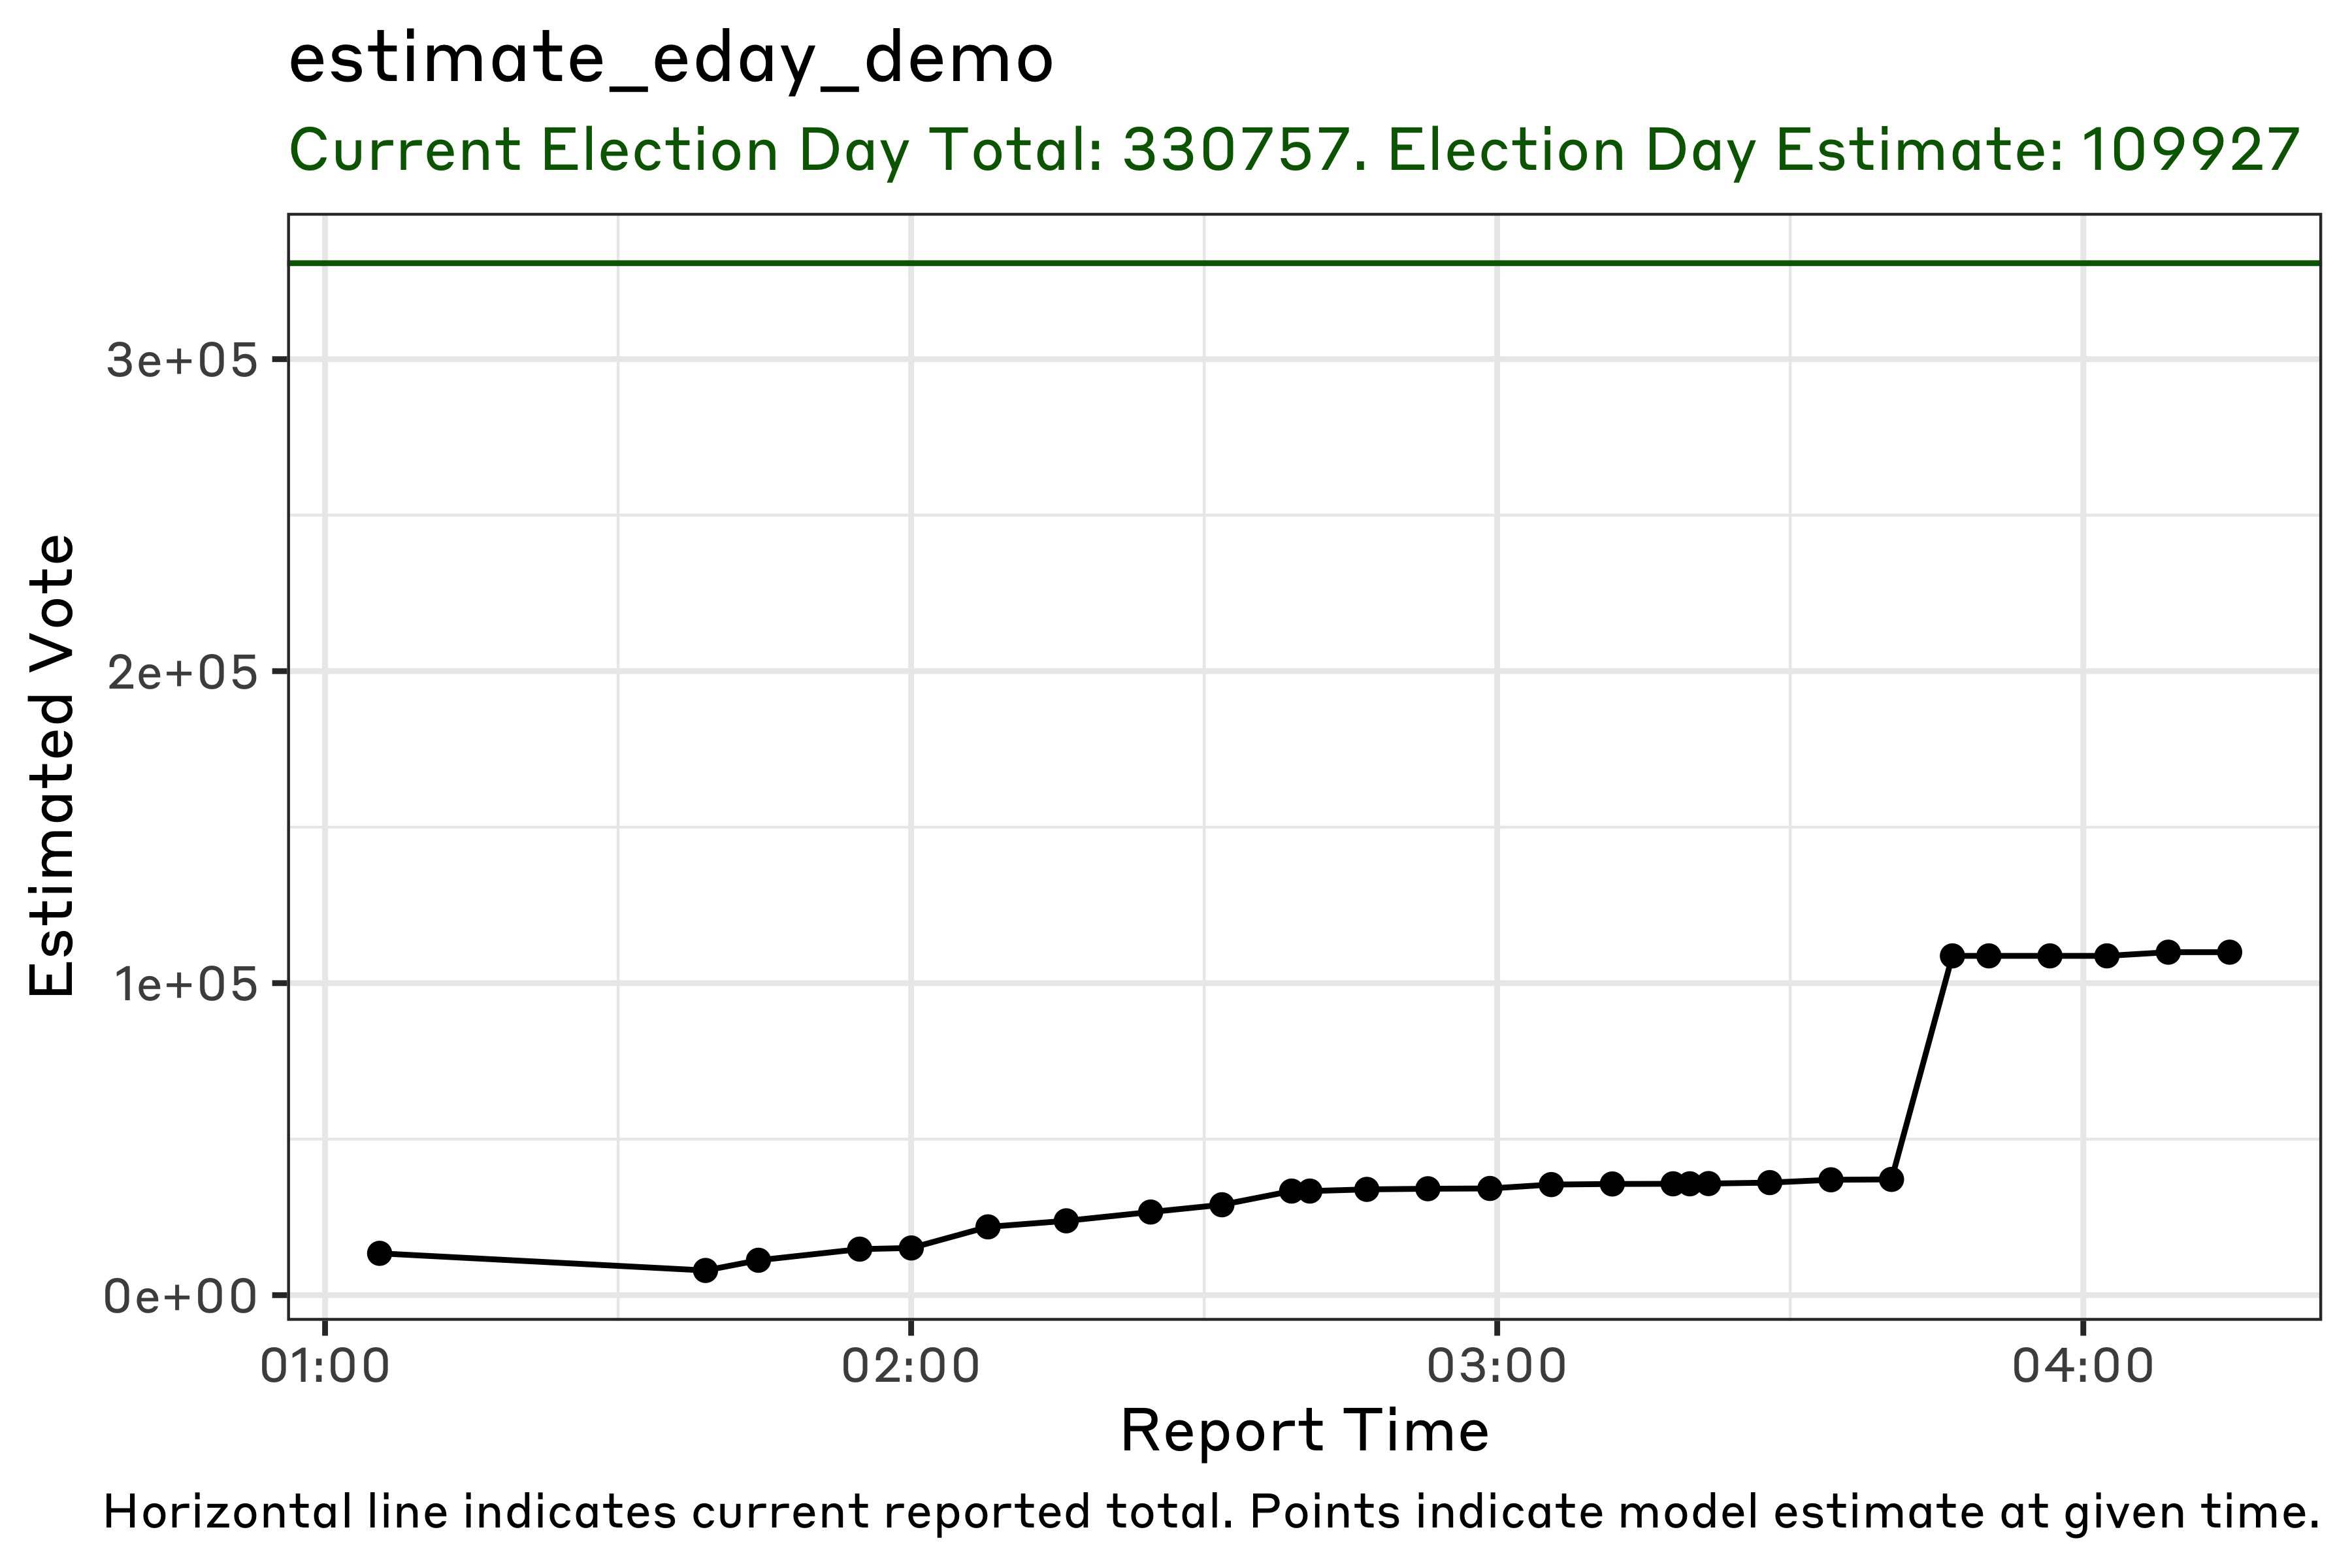 estimate_eday_demo
Current Election Day Total: 330757. Election Day Estimate: 109927
Estimated Vote
3e+05
2e+05
1e+05
0e+00
01:00 02:00 03:00 04:00
Report Time
Horizontal line indicates current reported total. Points indicate model estimate at given time.